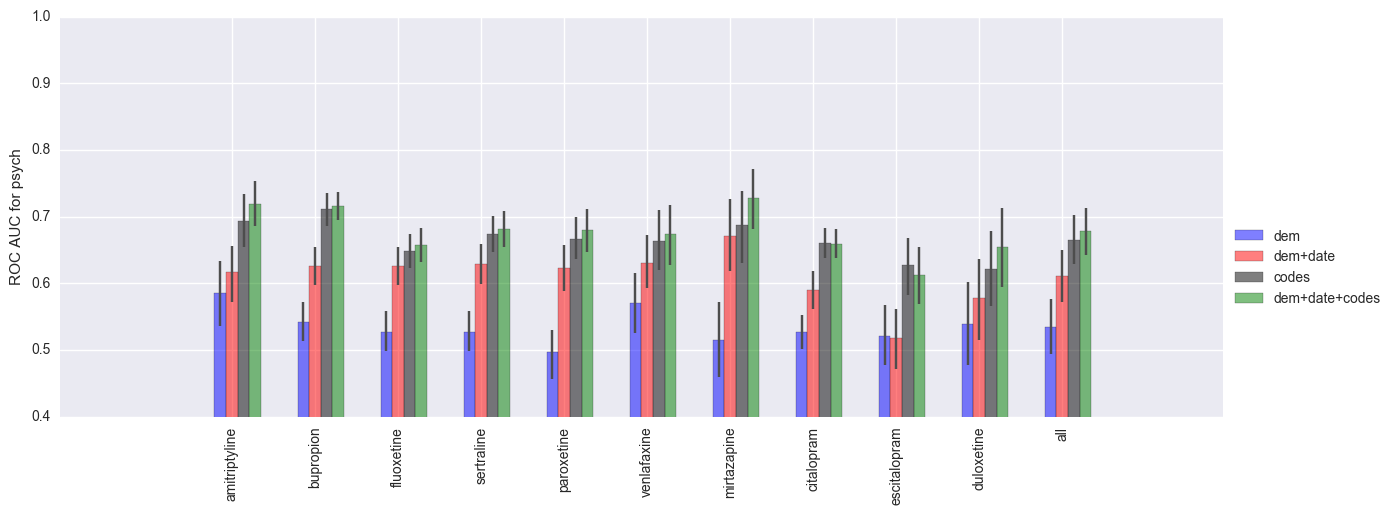 1.0
0.9
0.8
0.7
0.6
0.5
0.4
ROC AUC for psych
amitriptyline
bupropion
fluoxetine
sertraline
paroxetine
venlafaxine
mirtazapine
citalopram
escitalopram
duloxetine
all
dem
dem+date
codes
dem+date+codes